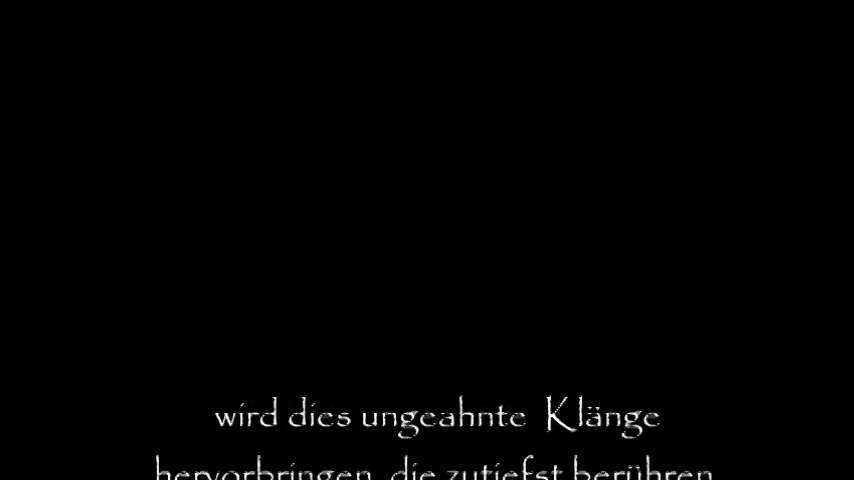 wird dies ungeahnte Klänge
hervorbringen, die zutiefst berühren